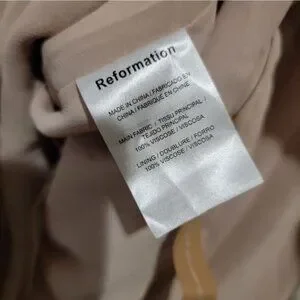 Reformation
MADE IN CHINA / FABRICADO EN
CHINA / FABRIQUE EN CHINE
MAIN FABRIC / TISSU PRINCIPAL /
TEJIDO PRINCIPAL
100% VISCOSE / VISCOSA
LINING / DOUBLURE / FORRO
100% VISCOSE / VISCOSA